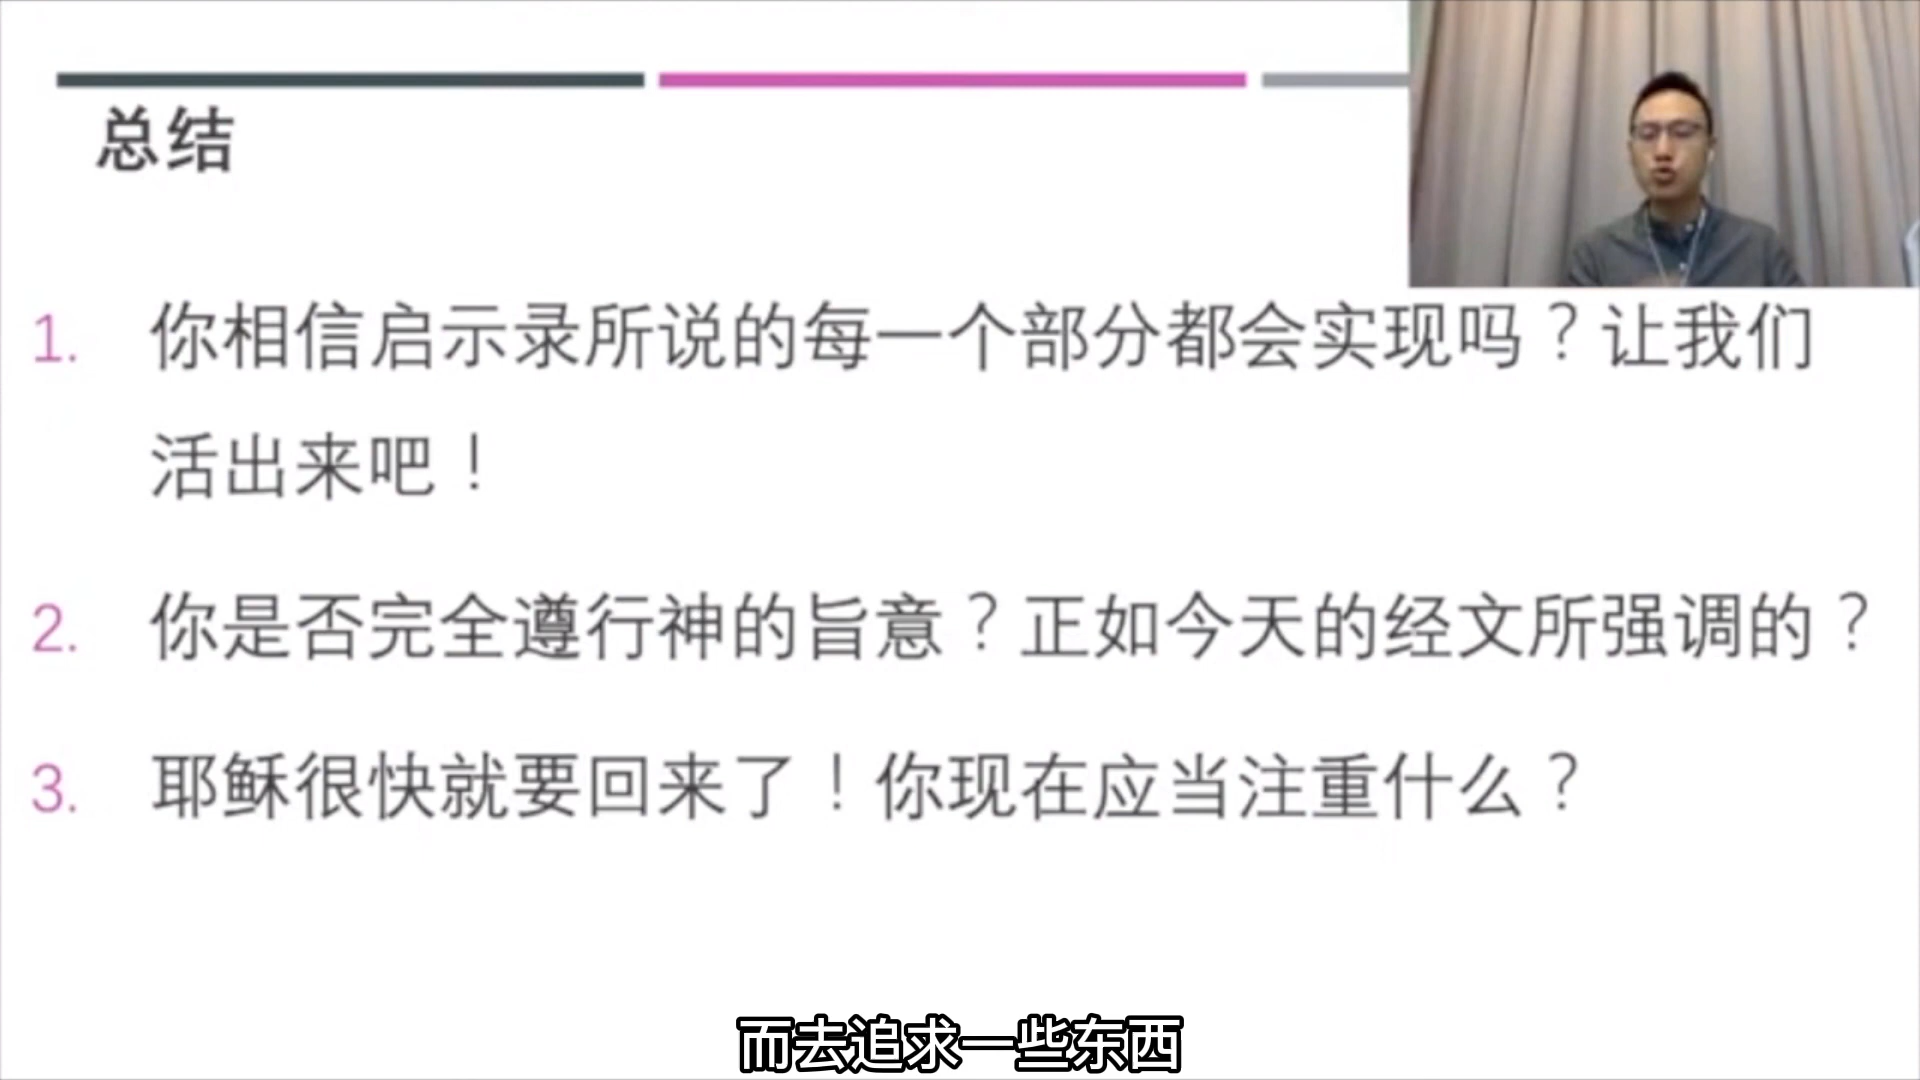 总结
1. 你相信启示录所说的每一个部分都会实现吗？让我们
活出来吧！
2. 你是否完全遵行神的旨意？正如今天的经文所强调的？
3. 耶稣很快就要回来了！你现在应当注重什么？
而去追求一些东西